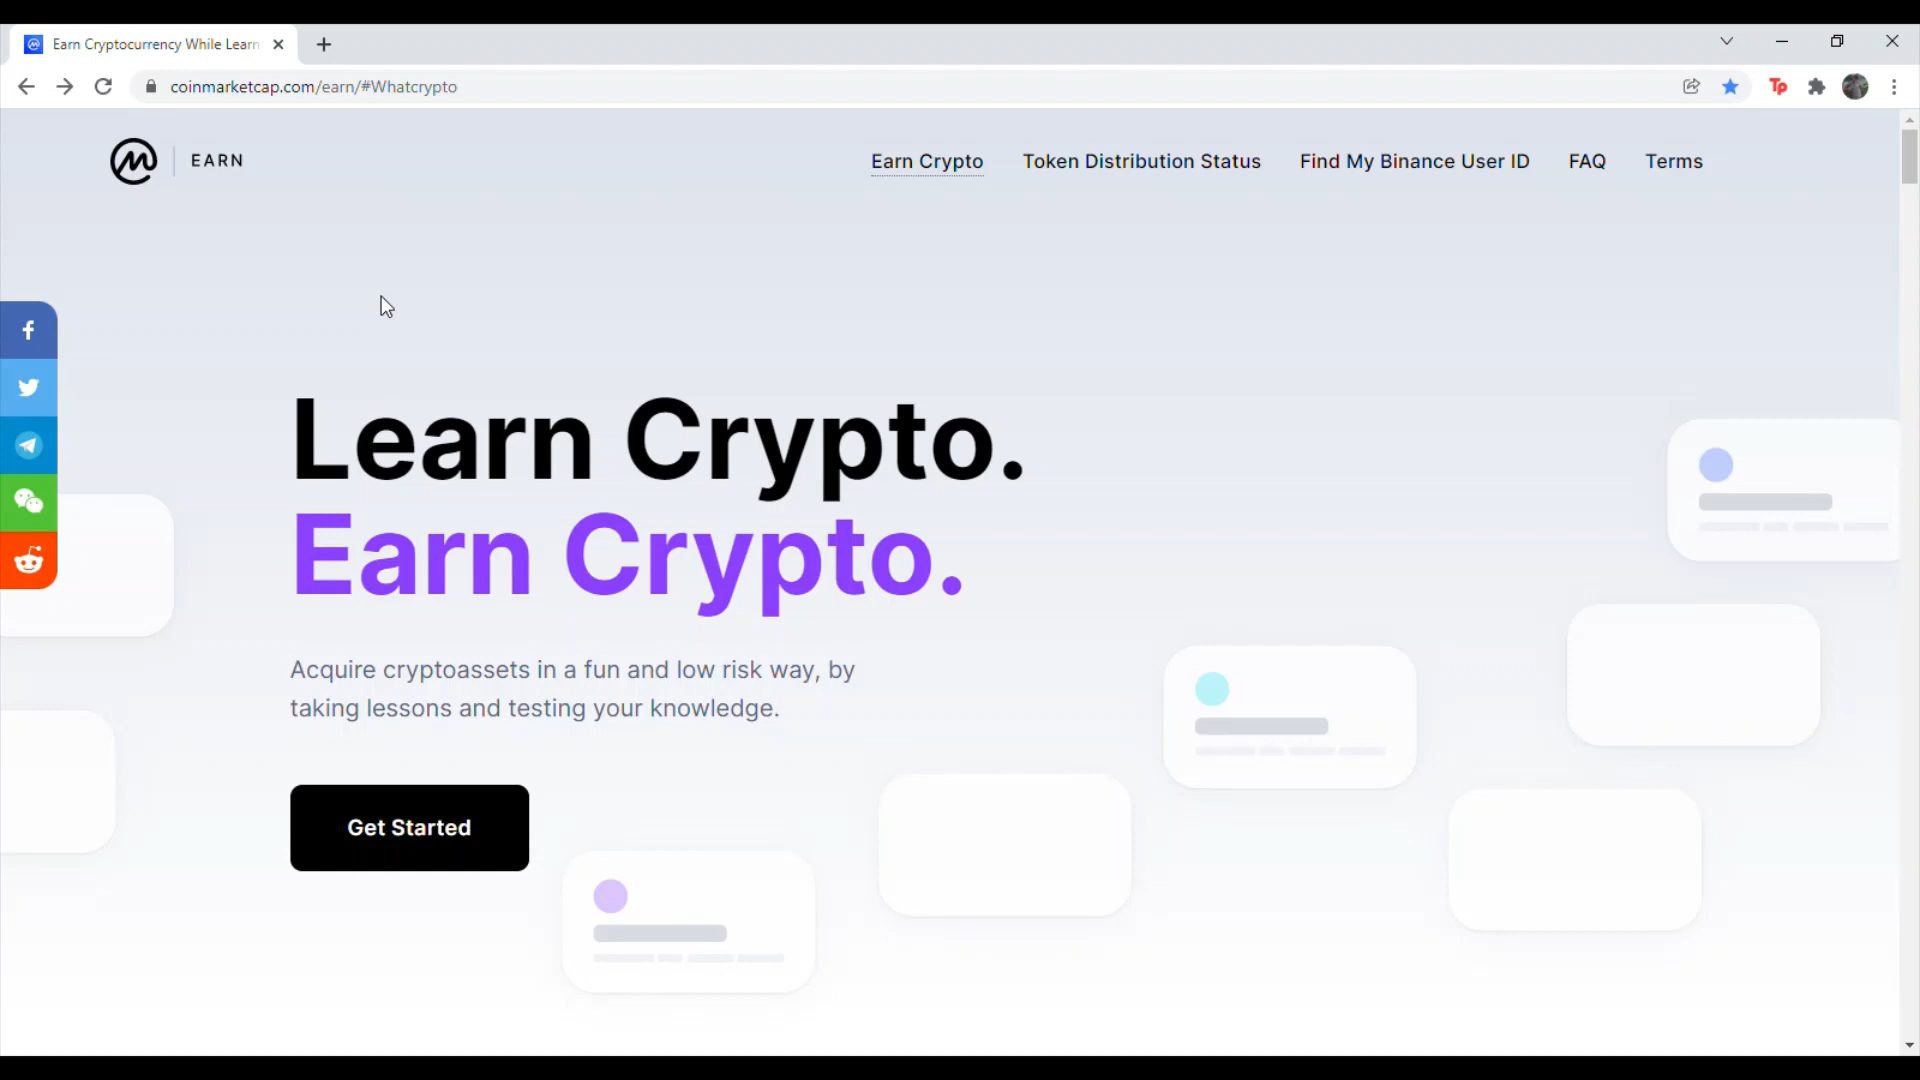 Earn Cryptocurrency While Learn
coinmarketcap.com/earn/#Whatcrypto
Tp
EARN
Earn Crypto
Token Distribution Status
Find My Binance User ID
FAQ
Terms
Learn Crypto.
Earn Crypto.
Acquire cryptoassets in a fun and low risk way, by
taking lessons and testing your knowledge.
Get Started